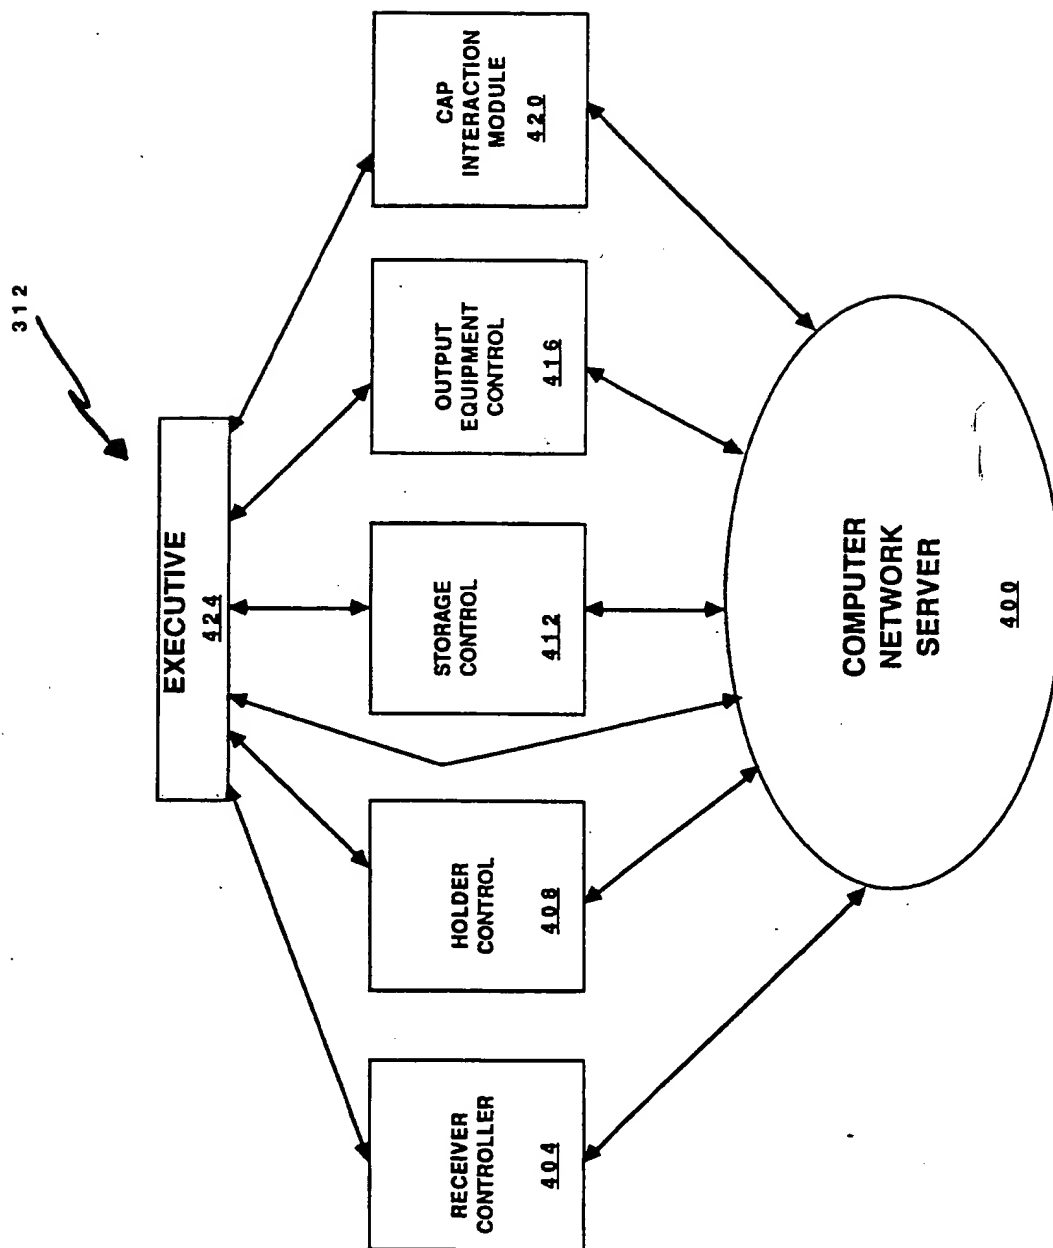 312
EXECUTIVE
424
RECEIVER
CONTROLLER
404
HOLDER
CONTROL
408
STORAGE
CONTROL
412
OUTPUT
EQUIPMENT
CONTROL
416
CAP
INTERACTION
MODULE
420
COMPUTER
NETWORK
SERVER
400